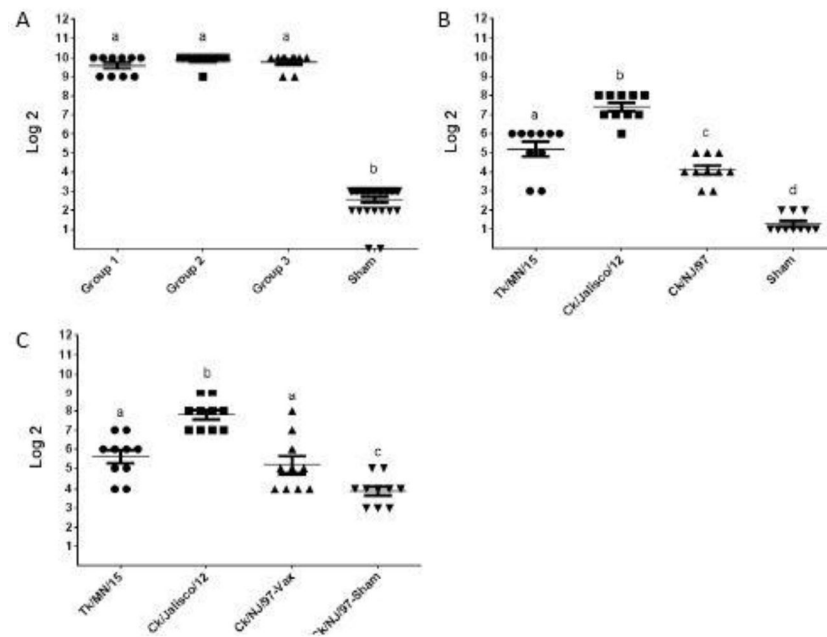 A
12
11
10
9
8
7
6
5
4
3
2
1
Log 2
a
a
a
b
Group 1
Group 2
Group 3
Sham
B
12
11
10
9
8
7
6
5
4
3
2
1
Log 2
a
b
c
d
Tk/MN/15
Ck/Jalisco/12
Ck/NJ/97
Sham
C
12
11
10
9
8
7
6
5
4
3
2
1
Log 2
a
b
a
c
Tk/MN/15
Ck/Jalisco/12
Ck/NJ/97-Vax
Ck/NJ/97-Sham